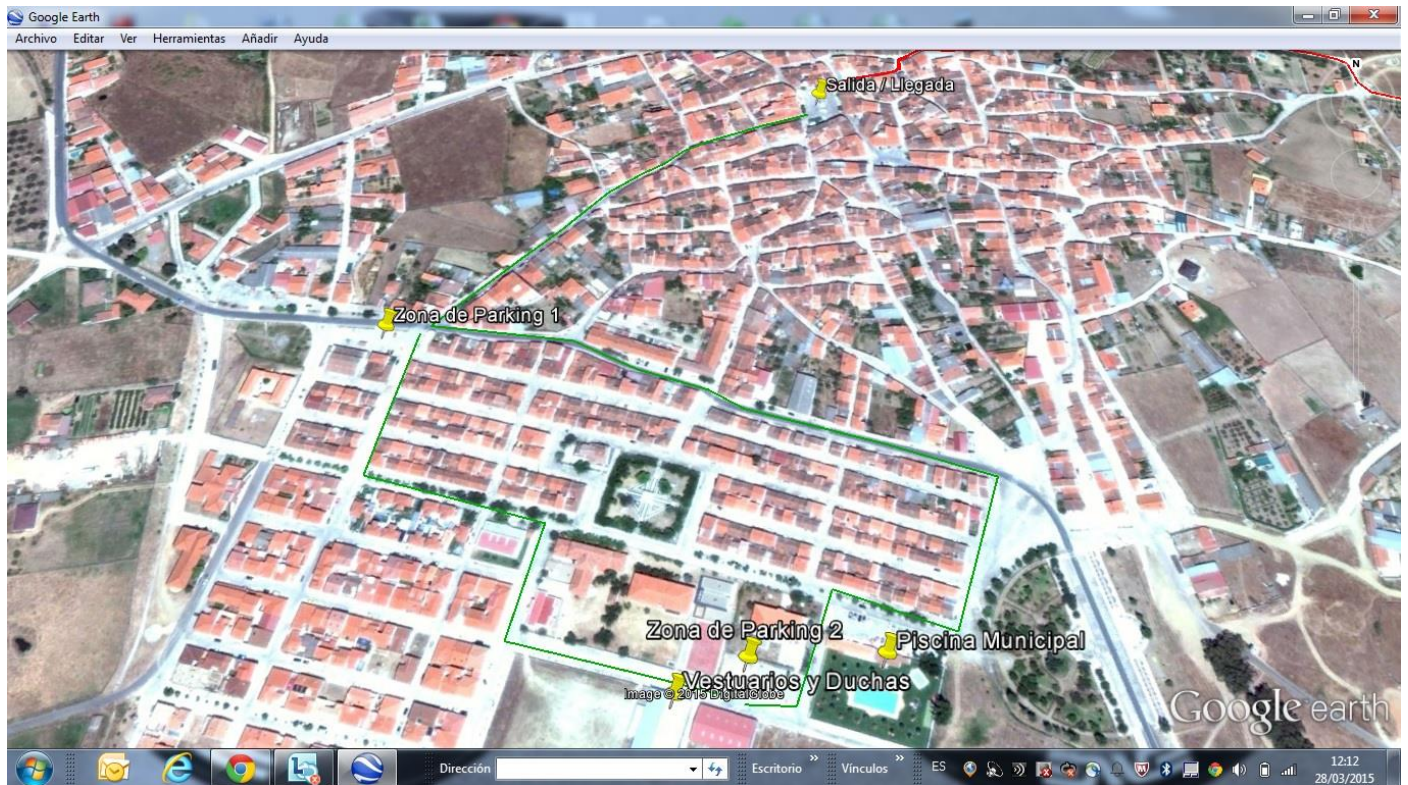 Google Earth
Archivo Editar Ver Herramientas Añadir Ayuda
N
Salida / Llegada
Zona de Parking 1
Zona de Parking 2
Piscina Municipal
Vestuarios y Duchas
Image © 2015 DigitalGlobe
Google earth
Dirección Escritorio » Vínculos » ES 12:12
28/03/2015